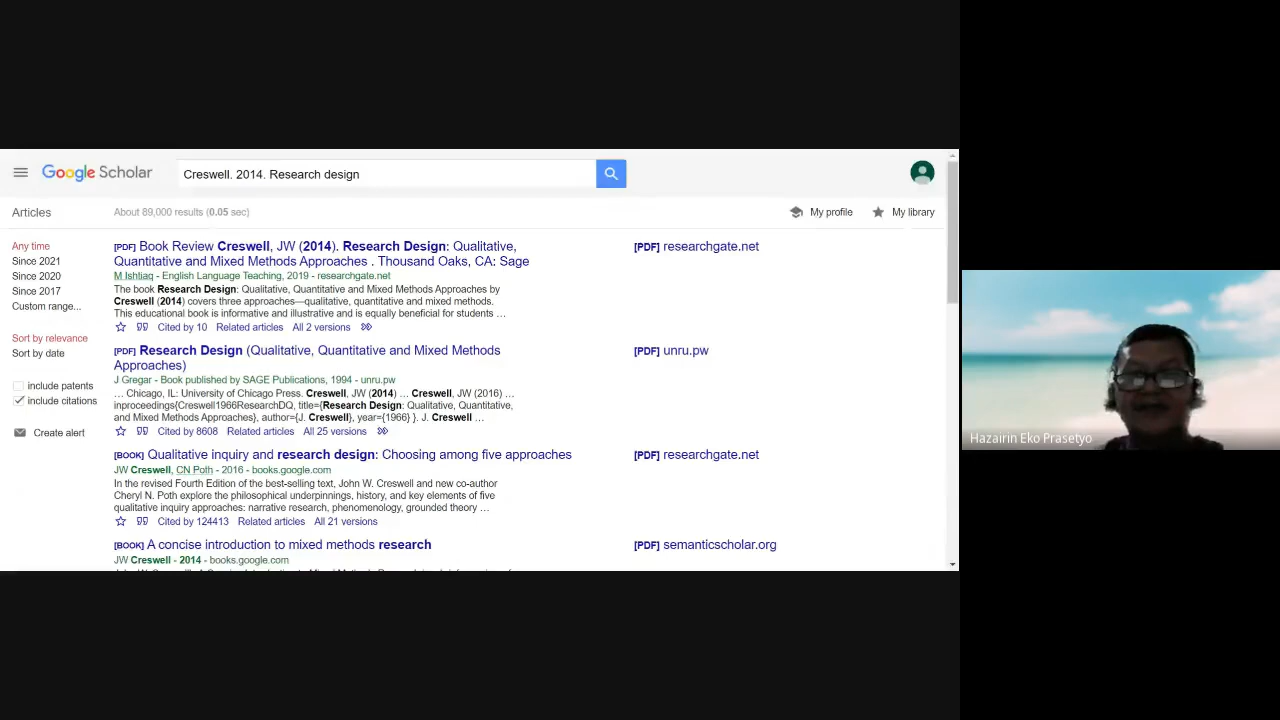 Google Scholar
Creswell. 2014. Research design
Articles
About 89,000 results (0.05 sec)
My profile
My library
Any time
Since 2021
Since 2020
Since 2017
Custom range...
Sort by relevance
Sort by date
include patents
include citations
Create alert
[PDF] Book Review Creswell, JW (2014). Research Design: Qualitative,
Quantitative and Mixed Methods Approaches . Thousand Oaks, CA: Sage
M Ishtiaq - English Language Teaching, 2019 - researchgate.net
The book Research Design: Qualitative, Quantitative and Mixed Methods Approaches by
Creswell (2014) covers three approaches—qualitative, quantitative and mixed methods.
This educational book is informative and illustrative and is equally beneficial for students ...
Cited by 10 Related articles All 2 versions
[PDF] researchgate.net
[PDF] Research Design (Qualitative, Quantitative and Mixed Methods
Approaches)
J Gregar - Book published by SAGE Publications, 1994 - unru.pw
... Chicago, IL: University of Chicago Press. Creswell, JW (2014) ... Creswell, JW (2016) ...
inproceedings{Creswell1966ResearchDQ, title={Research Design: Qualitative, Quantitative,
and Mixed Methods Approaches}, author={J. Creswell}, year={1966} }. J. Creswell ...
Cited by 8608 Related articles All 25 versions
[PDF] unru.pw
[BOOK] Qualitative inquiry and research design: Choosing among five approaches
JW Creswell, CN Poth - 2016 - books.google.com
In the revised Fourth Edition of the best-selling text, John W. Creswell and new co-author
Cheryl N. Poth explore the philosophical underpinnings, history, and key elements of five
qualitative inquiry approaches: narrative research, phenomenology, grounded theory ...
Cited by 124413 Related articles All 21 versions
[PDF] researchgate.net
[BOOK] A concise introduction to mixed methods research
JW Creswell - 2014 - books.google.com
[PDF] semanticscholar.org
Hazairin Eko Prasetyo